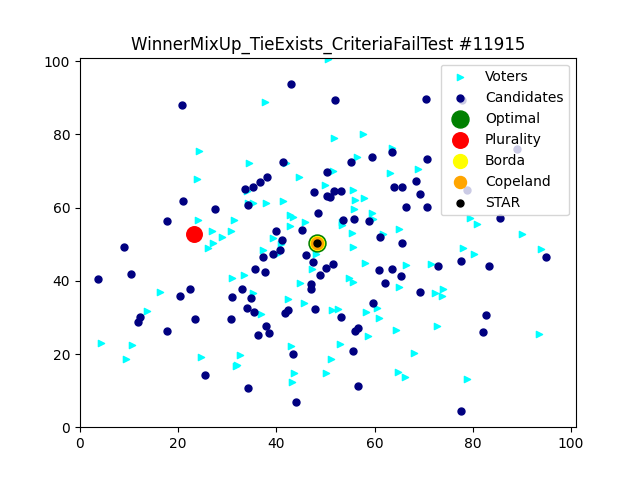 WinnerMixUp_TieExists_CriteriaFailTest #11915
Voters
Candidates
Optimal
Plurality
Borda
Copeland
STAR
100
80
60
40
20
0
0 20 40 60 80 100